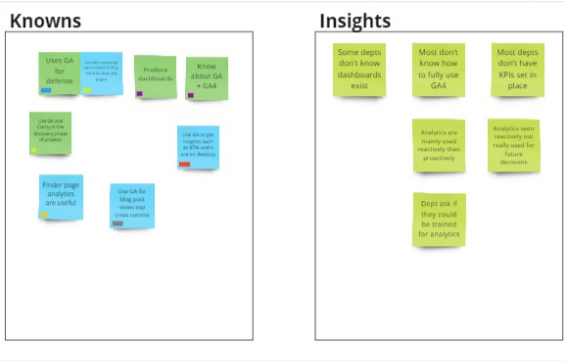 Knowns
Insights
Uses GA
for
defense
Produce
dashboards
Know
about GA
+ GA4
Use GA and
Clarity in the
discovery phase
of projects
Use GA to get
insights such
as 85% users
are on desktop
Finder page
analytics
are useful
Use GA for
blog post
views esp
crises comms
Some depts
don't know
dashboards
exist
Most don't
know how
to fully use
GA4
Most depts
don't have
KPIs set in
place
Analytics are
mainly used
reactively than
proactively
Analytics seen
reactively not
really used for
future
decisions
Dept ask if
they could
be trained
for analytics